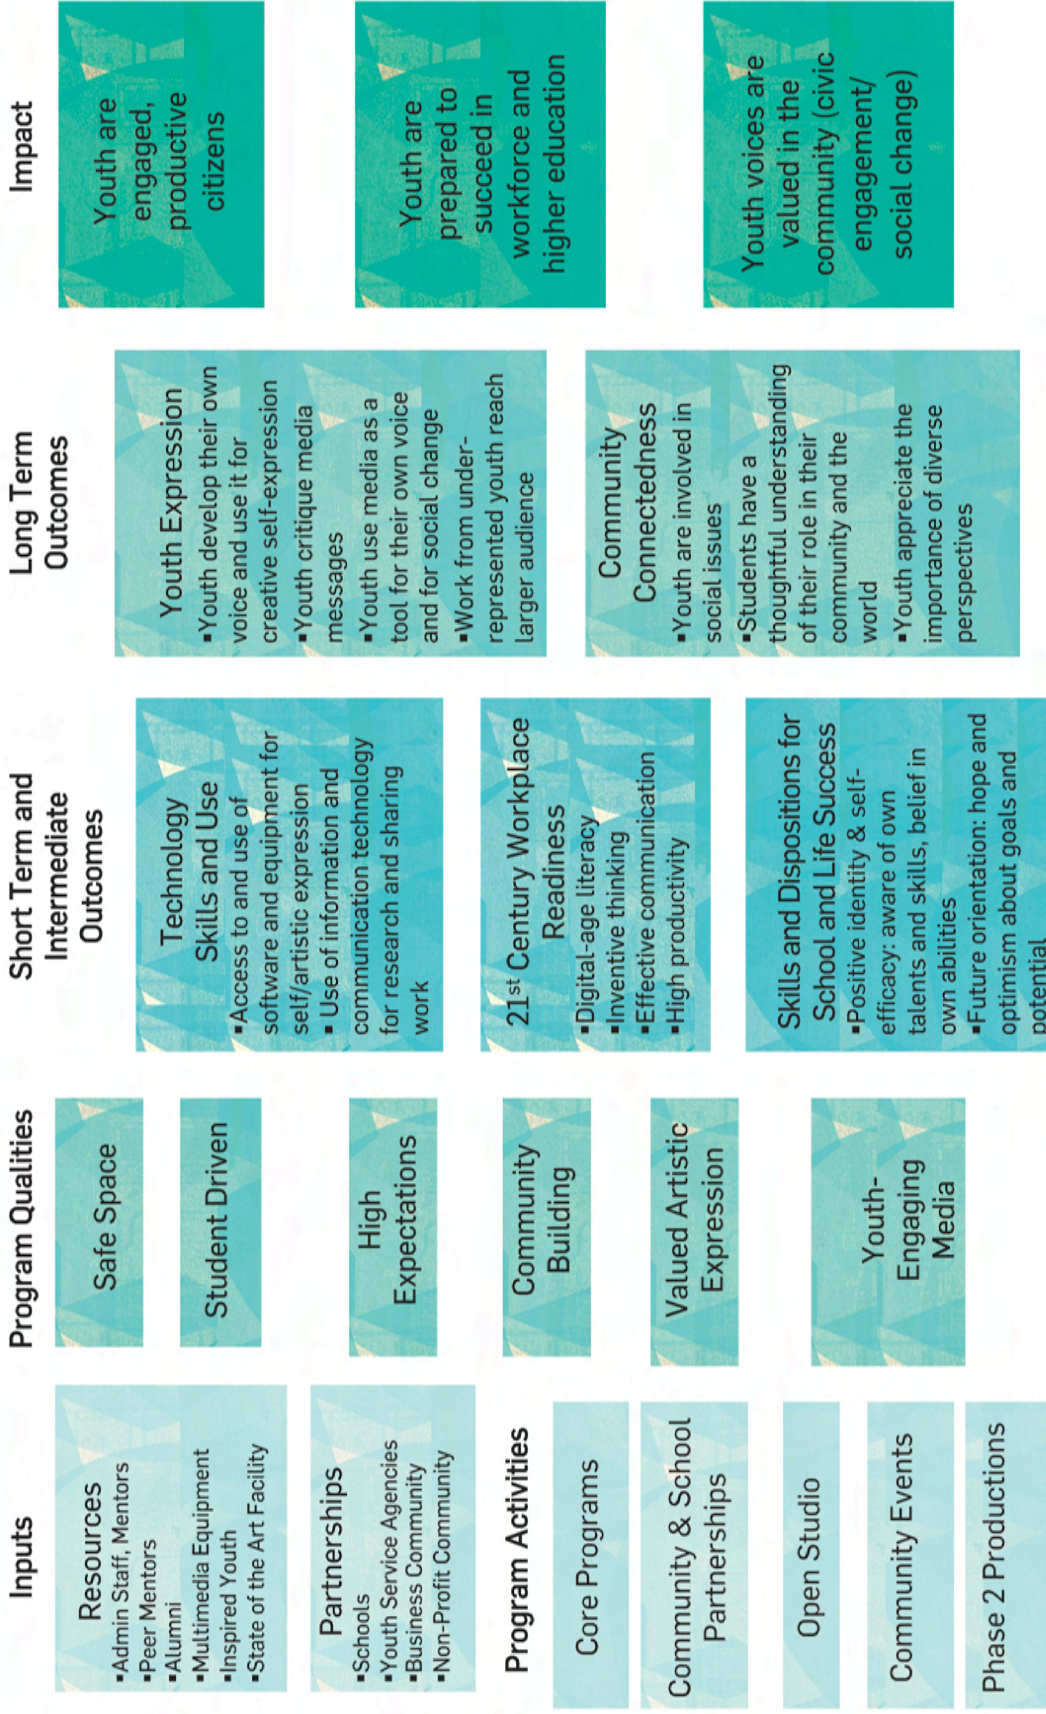 Inputs
Resources
▪Admin Staff, Mentors
▪Peer Mentors
▪Alumni
▪Multimedia Equipment
▪Inspired Youth
▪State of the Art Facility
Partnerships
▪Schools
▪Youth Service Agencies
▪Business Community
▪Non-Profit Community
Program Activities
Core Programs
Community & School
Partnerships
Open Studio
Community Events
Phase 2 Productions
Program Qualities
Safe Space
Student Driven
High
Expectations
Community
Building
Valued Artistic
Expression
Youth-
Engaging
Media
Short Term and
Intermediate
Outcomes
Technology
Skills and Use
▪Access to and use of
software and equipment for
self/artistic expression
▪ Use of information and
communication technology
for research and sharing
work
21st Century Workplace
Readiness
▪Digital-age literacy
▪Inventive thinking
▪Effective communication
▪High productivity
Skills and Dispositions for
School and Life Success
▪Positive identity & self-
efficacy: aware of own
talents and skills, belief in
own abilities
▪Future orientation: hope and
optimism about goals and
potential
Long Term
Outcomes
Youth Expression
▪Youth develop their own
voice and use it for
creative self-expression
▪Youth critique media
messages
▪Youth use media as a
tool for their own voice
and for social change
▪Work from under-
represented youth reach
larger audience
Community
Connectedness
▪Youth are involved in
social issues
▪Students have a
thoughtful understanding
of their role in their
community and the
world
▪Youth appreciate the
importance of diverse
perspectives
Impact
Youth are
engaged,
productive
citizens
Youth are
prepared to
succeed in
workforce and
higher education
Youth voices are
valued in the
community (civic
engagement/
social change)